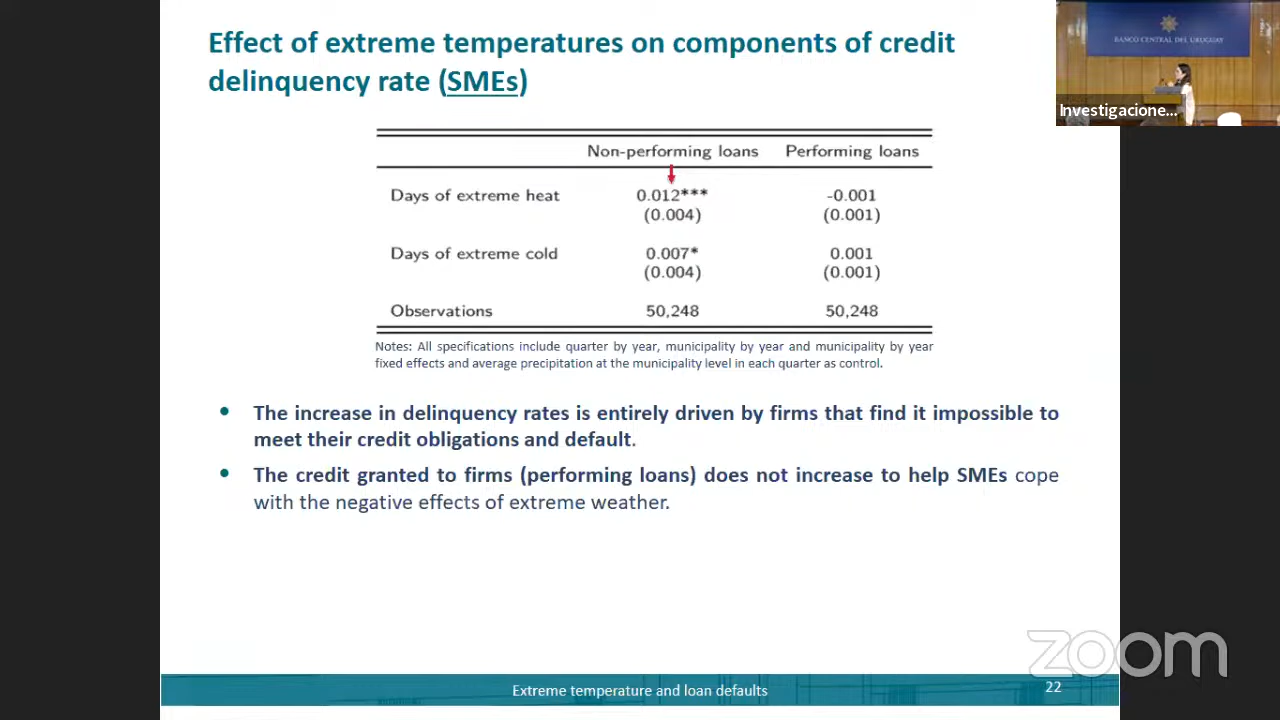 Effect of extreme temperatures on components of credit
delinquency rate (SMEs)
BANCO CENTRAL DEL URUGUAY
Investigacione...
Non-performing loans Performing loans
Days of extreme heat 0.012*** -0.001
(0.004) (0.001)
Days of extreme cold 0.007* 0.001
(0.004) (0.001)
Observations 50,248 50,248
Notes: All specifications include quarter by year, municipality by year and municipality by year
fixed effects and average precipitation at the municipality level in each quarter as control.
• The increase in delinquency rates is entirely driven by firms that find it impossible to
meet their credit obligations and default.
• The credit granted to firms (performing loans) does not increase to help SMEs cope
with the negative effects of extreme weather.
zoom
Extreme temperature and loan defaults 22